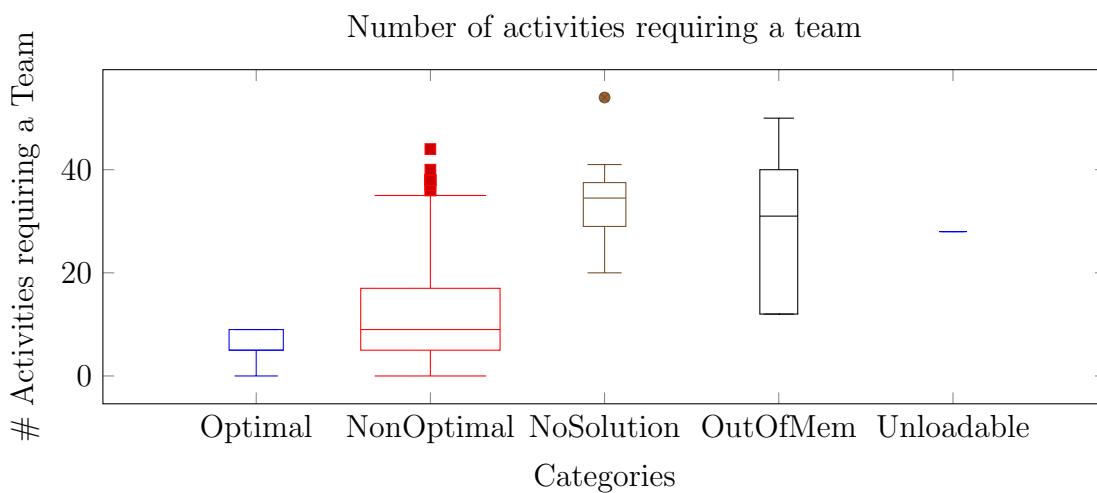 Number of activities requiring a team
# Activities requiring a Team
40
20
0
Optimal NonOptimal NoSolution OutOfMem Unloadable
Categories